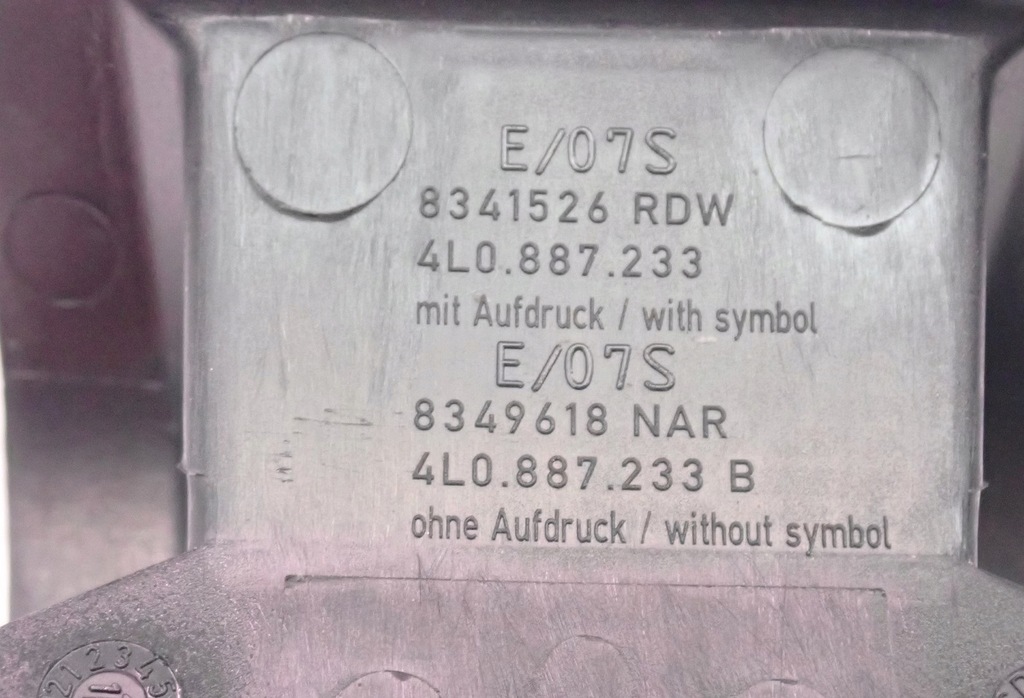 E/07S
8341526 RDW
4L0.887.233
mit Aufdruck / with symbol
E/07S
8349618 NAR
4L0.887.233 B
ohne Aufdruck / without symbol
12345